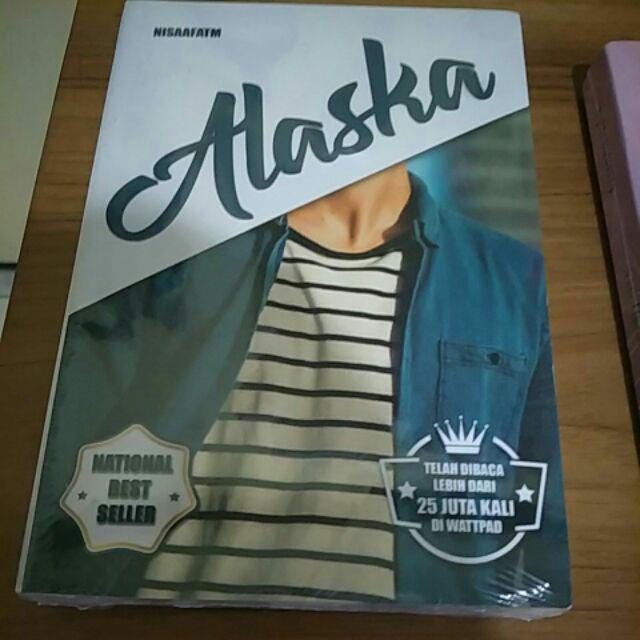 NISAAFATM
Alaska
NATIONAL
BEST
SELLER
TELAH DIBACA
LEBIH DARI
25 JUTA KALI
DI WATTPAD